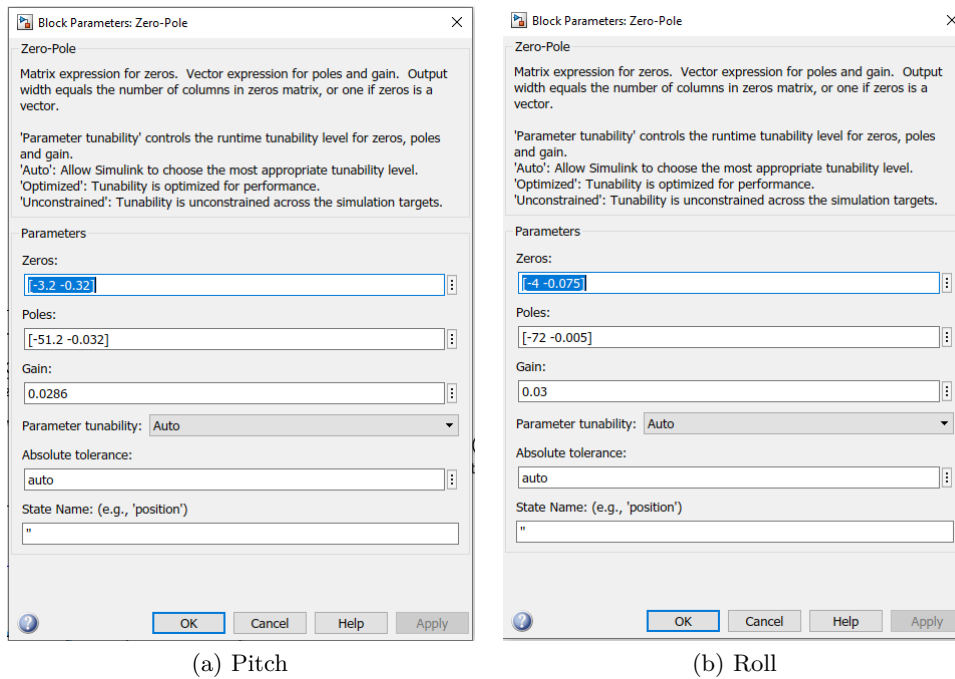 Block Parameters: Zero-Pole
Zero-Pole
Matrix expression for zeros. Vector expression for poles and gain. Output
width equals the number of columns in zeros matrix, or one if zeros is a
vector.
'Parameter tunability' controls the runtime tunability level for zeros, poles
and gain.
'Auto': Allow Simulink to choose the most appropriate tunability level.
'Optimized': Tunability is optimized for performance.
'Unconstrained': Tunability is unconstrained across the simulation targets.
Parameters
Zeros:
[-3.2 -0.32]
Poles:
[-51.2 -0.032]
Gain:
0.0286
Parameter tunability: Auto
Absolute tolerance:
auto
State Name: (e.g., 'position')
''
OK Cancel Help Apply
(a) Pitch
Block Parameters: Zero-Pole
Zero-Pole
Matrix expression for zeros. Vector expression for poles and gain. Output
width equals the number of columns in zeros matrix, or one if zeros is a
vector.
'Parameter tunability' controls the runtime tunability level for zeros, poles
and gain.
'Auto': Allow Simulink to choose the most appropriate tunability level.
'Optimized': Tunability is optimized for performance.
'Unconstrained': Tunability is unconstrained across the simulation targets.
Parameters
Zeros:
[-4 -0.075]
Poles:
[-72 -0.005]
Gain:
0.03
Parameter tunability: Auto
Absolute tolerance:
auto
State Name: (e.g., 'position')
''
OK Cancel Help Apply
(b) Roll